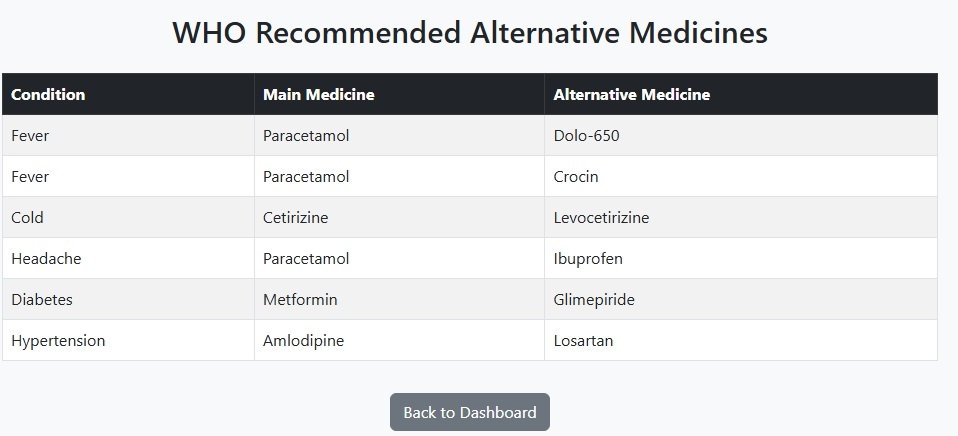 WHO Recommended Alternative Medicines
Condition Main Medicine Alternative Medicine
Fever Paracetamol Dolo-650
Fever Paracetamol Crocin
Cold Cetirizine Levocetirizine
Headache Paracetamol Ibuprofen
Diabetes Metformin Glimepiride
Hypertension Amlodipine Losartan
Back to Dashboard